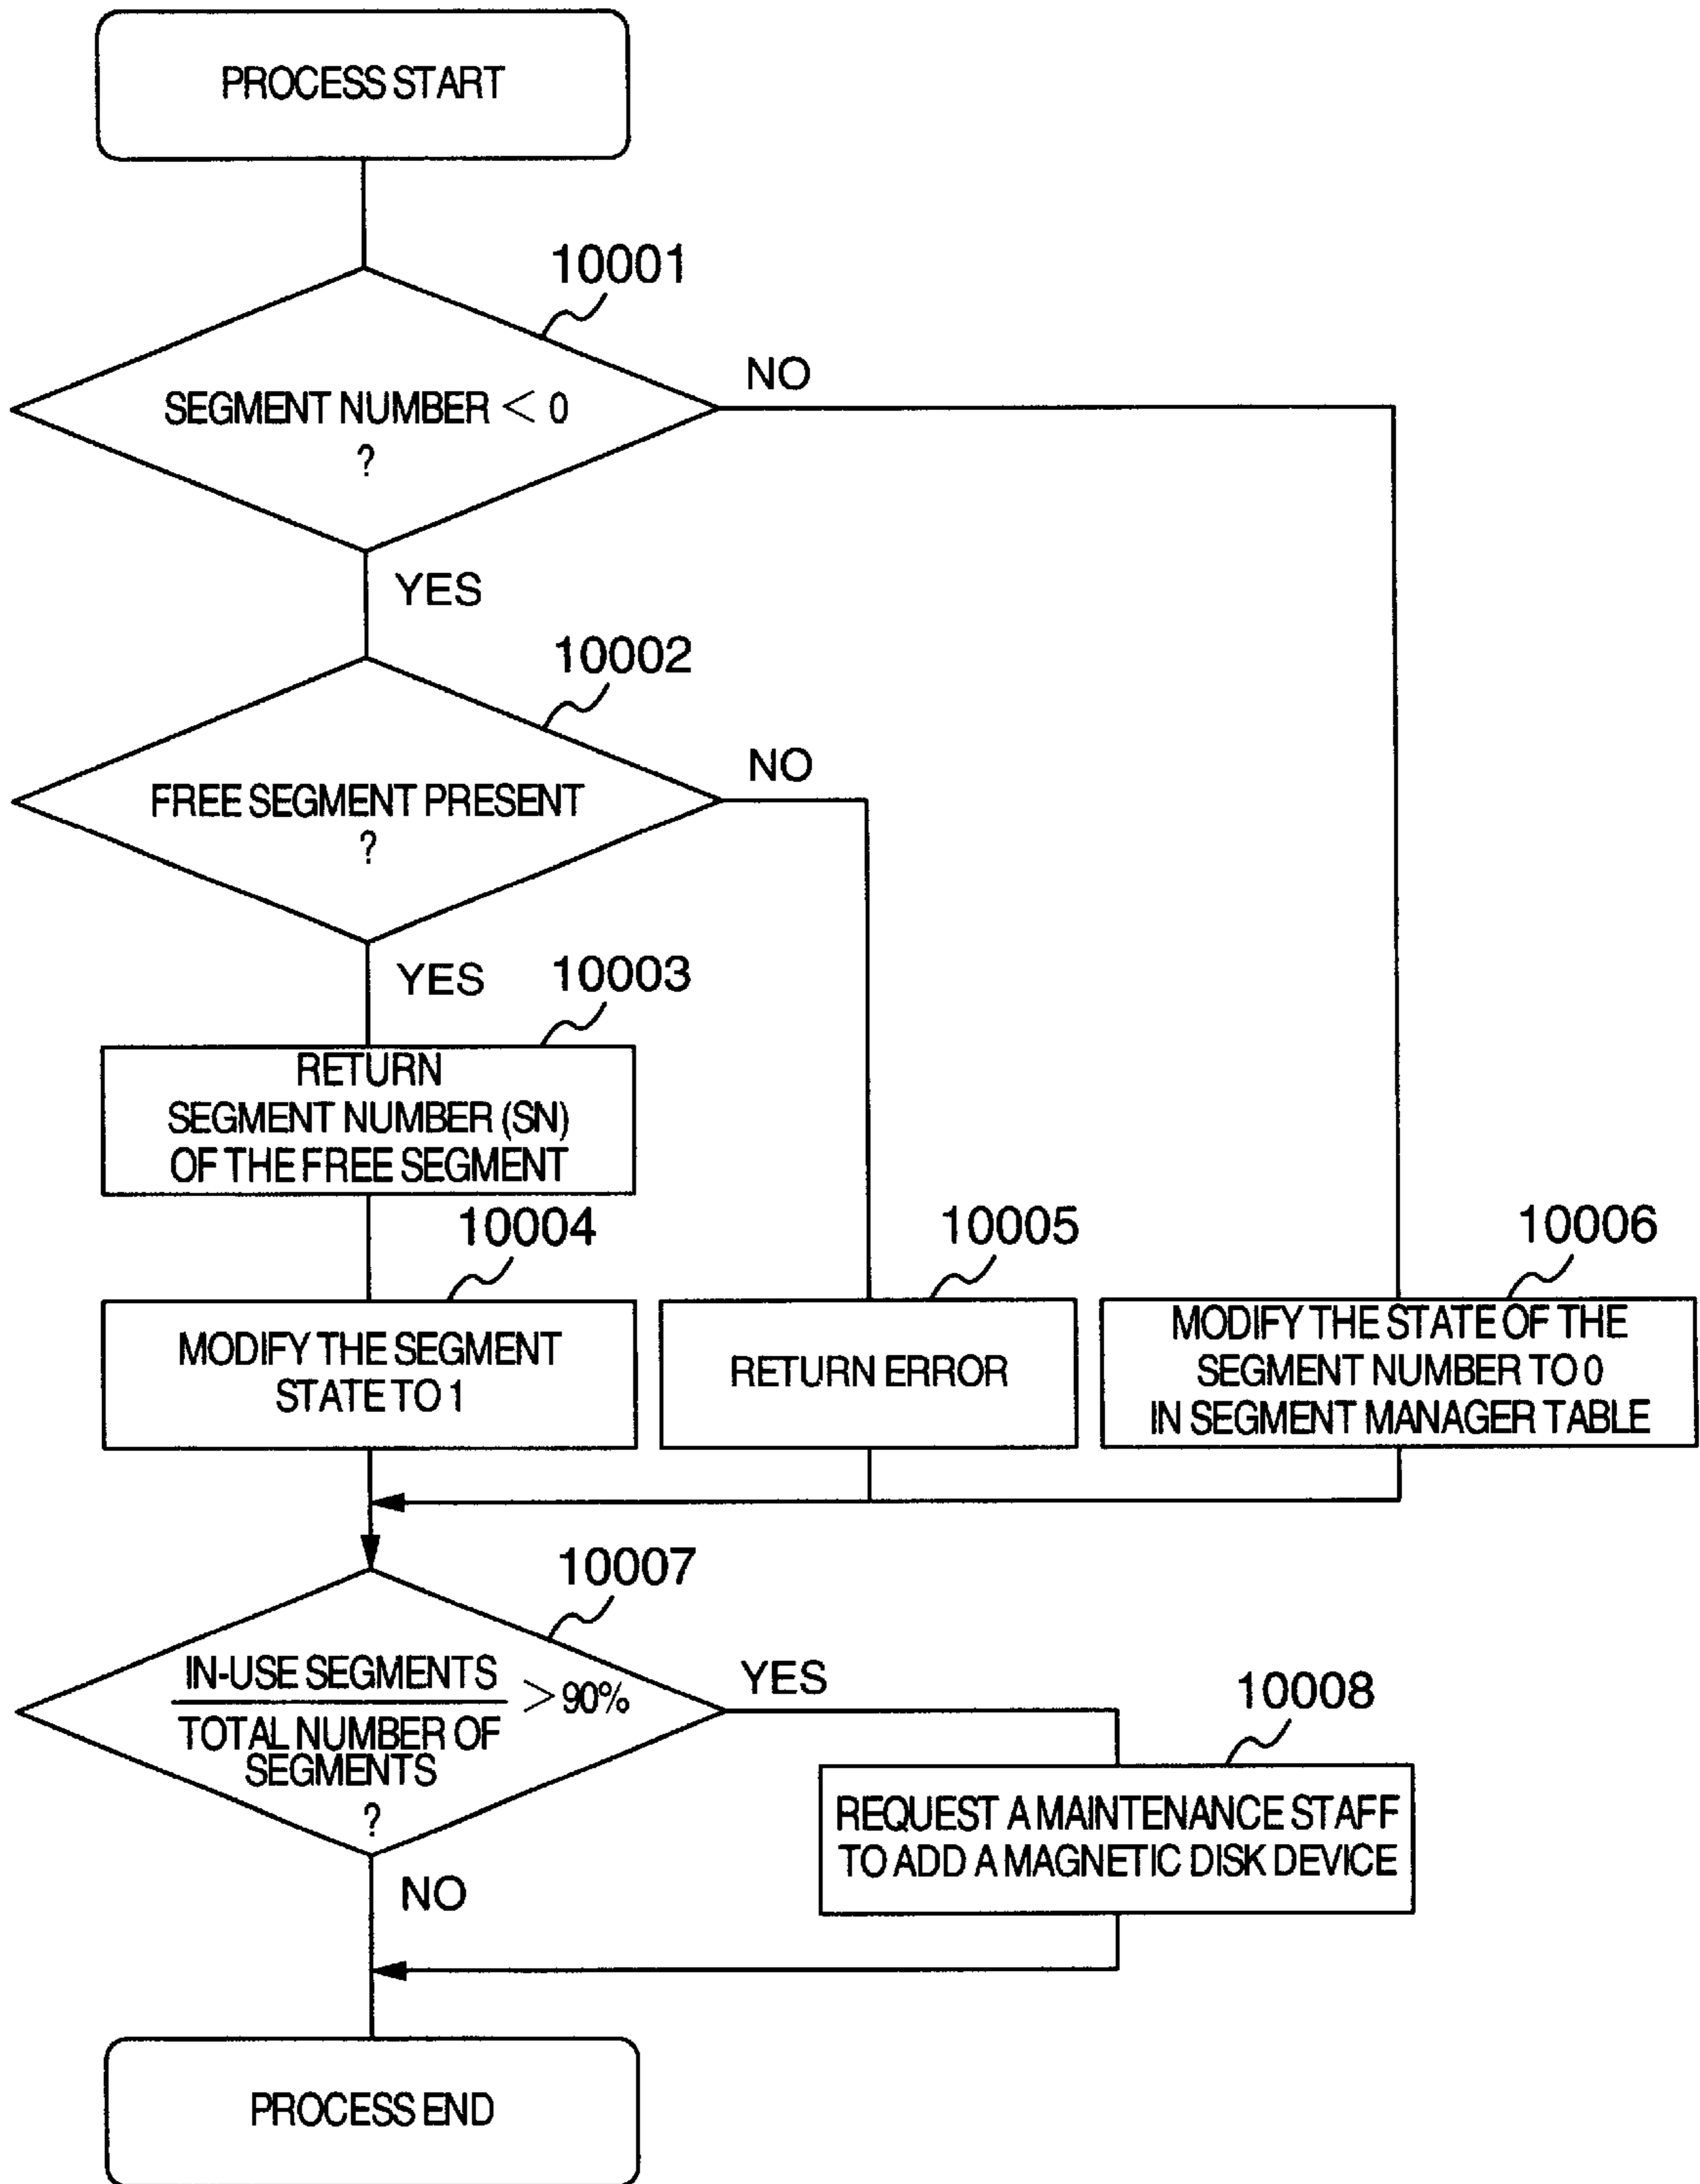 PROCESS START
10001
SEGMENT NUMBER < 0
?
NO
YES
10002
FREE SEGMENT PRESENT
?
NO
YES
10003
RETURN
SEGMENT NUMBER (SN)
OF THE FREE SEGMENT
10004
MODIFY THE SEGMENT
STATE TO 1
10005
RETURN ERROR
10006
MODIFY THE STATE OF THE
SEGMENT NUMBER TO 0
IN SEGMENT MANAGER TABLE
10007
IN-USE SEGMENTS
> 90%
TOTAL NUMBER OF
SEGMENTS
?
YES
NO
10008
REQUEST A MAINTENANCE STAFF
TO ADD A MAGNETIC DISK DEVICE
PROCESS END